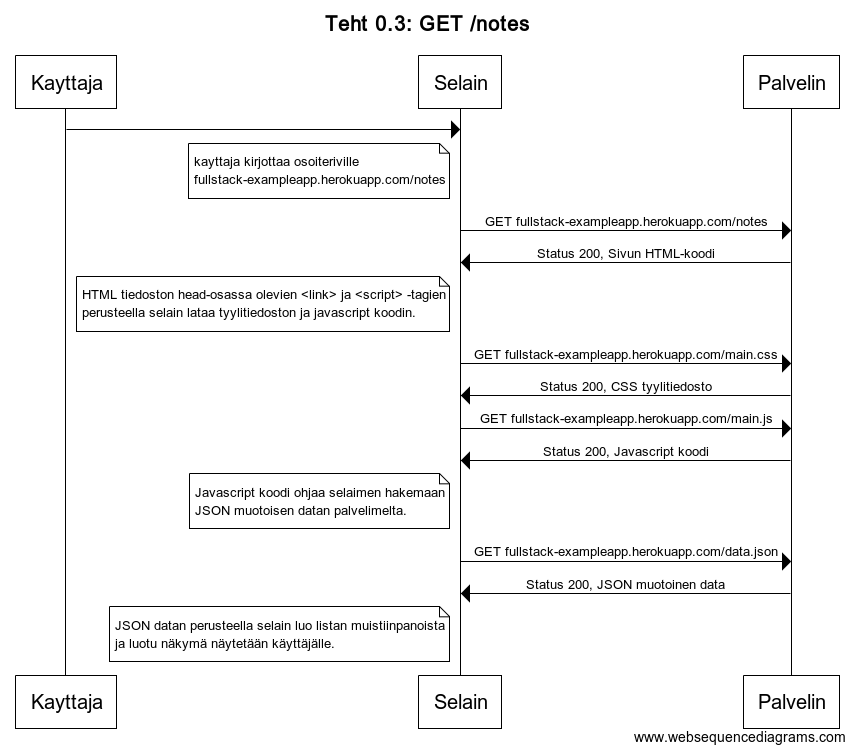 Teht 0.3: GET /notes
Kayttaja
Selain
Palvelin
kayttaja kirjottaa osoiteriville
fullstack-exampleapp.herokuapp.com/notes
GET fullstack-exampleapp.herokuapp.com/notes
Status 200, Sivun HTML-koodi
HTML tiedoston head-osassa olevien <link> ja <script> -tagien
perusteella selain lataa tyylitiedoston ja javascript koodin.
GET fullstack-exampleapp.herokuapp.com/main.css
Status 200, CSS tyylitiedosto
GET fullstack-exampleapp.herokuapp.com/main.js
Status 200, Javascript koodi
Javascript koodi ohjaa selaimen hakemaan
JSON muotoisen datan palvelimelta.
GET fullstack-exampleapp.herokuapp.com/data.json
Status 200, JSON muotoinen data
JSON datan perusteella selain luo listan muistiinpanoista
ja luotu näkymä näytetään käyttäjälle.
Kayttaja
Selain
Palvelin
www.websequencediagrams.com